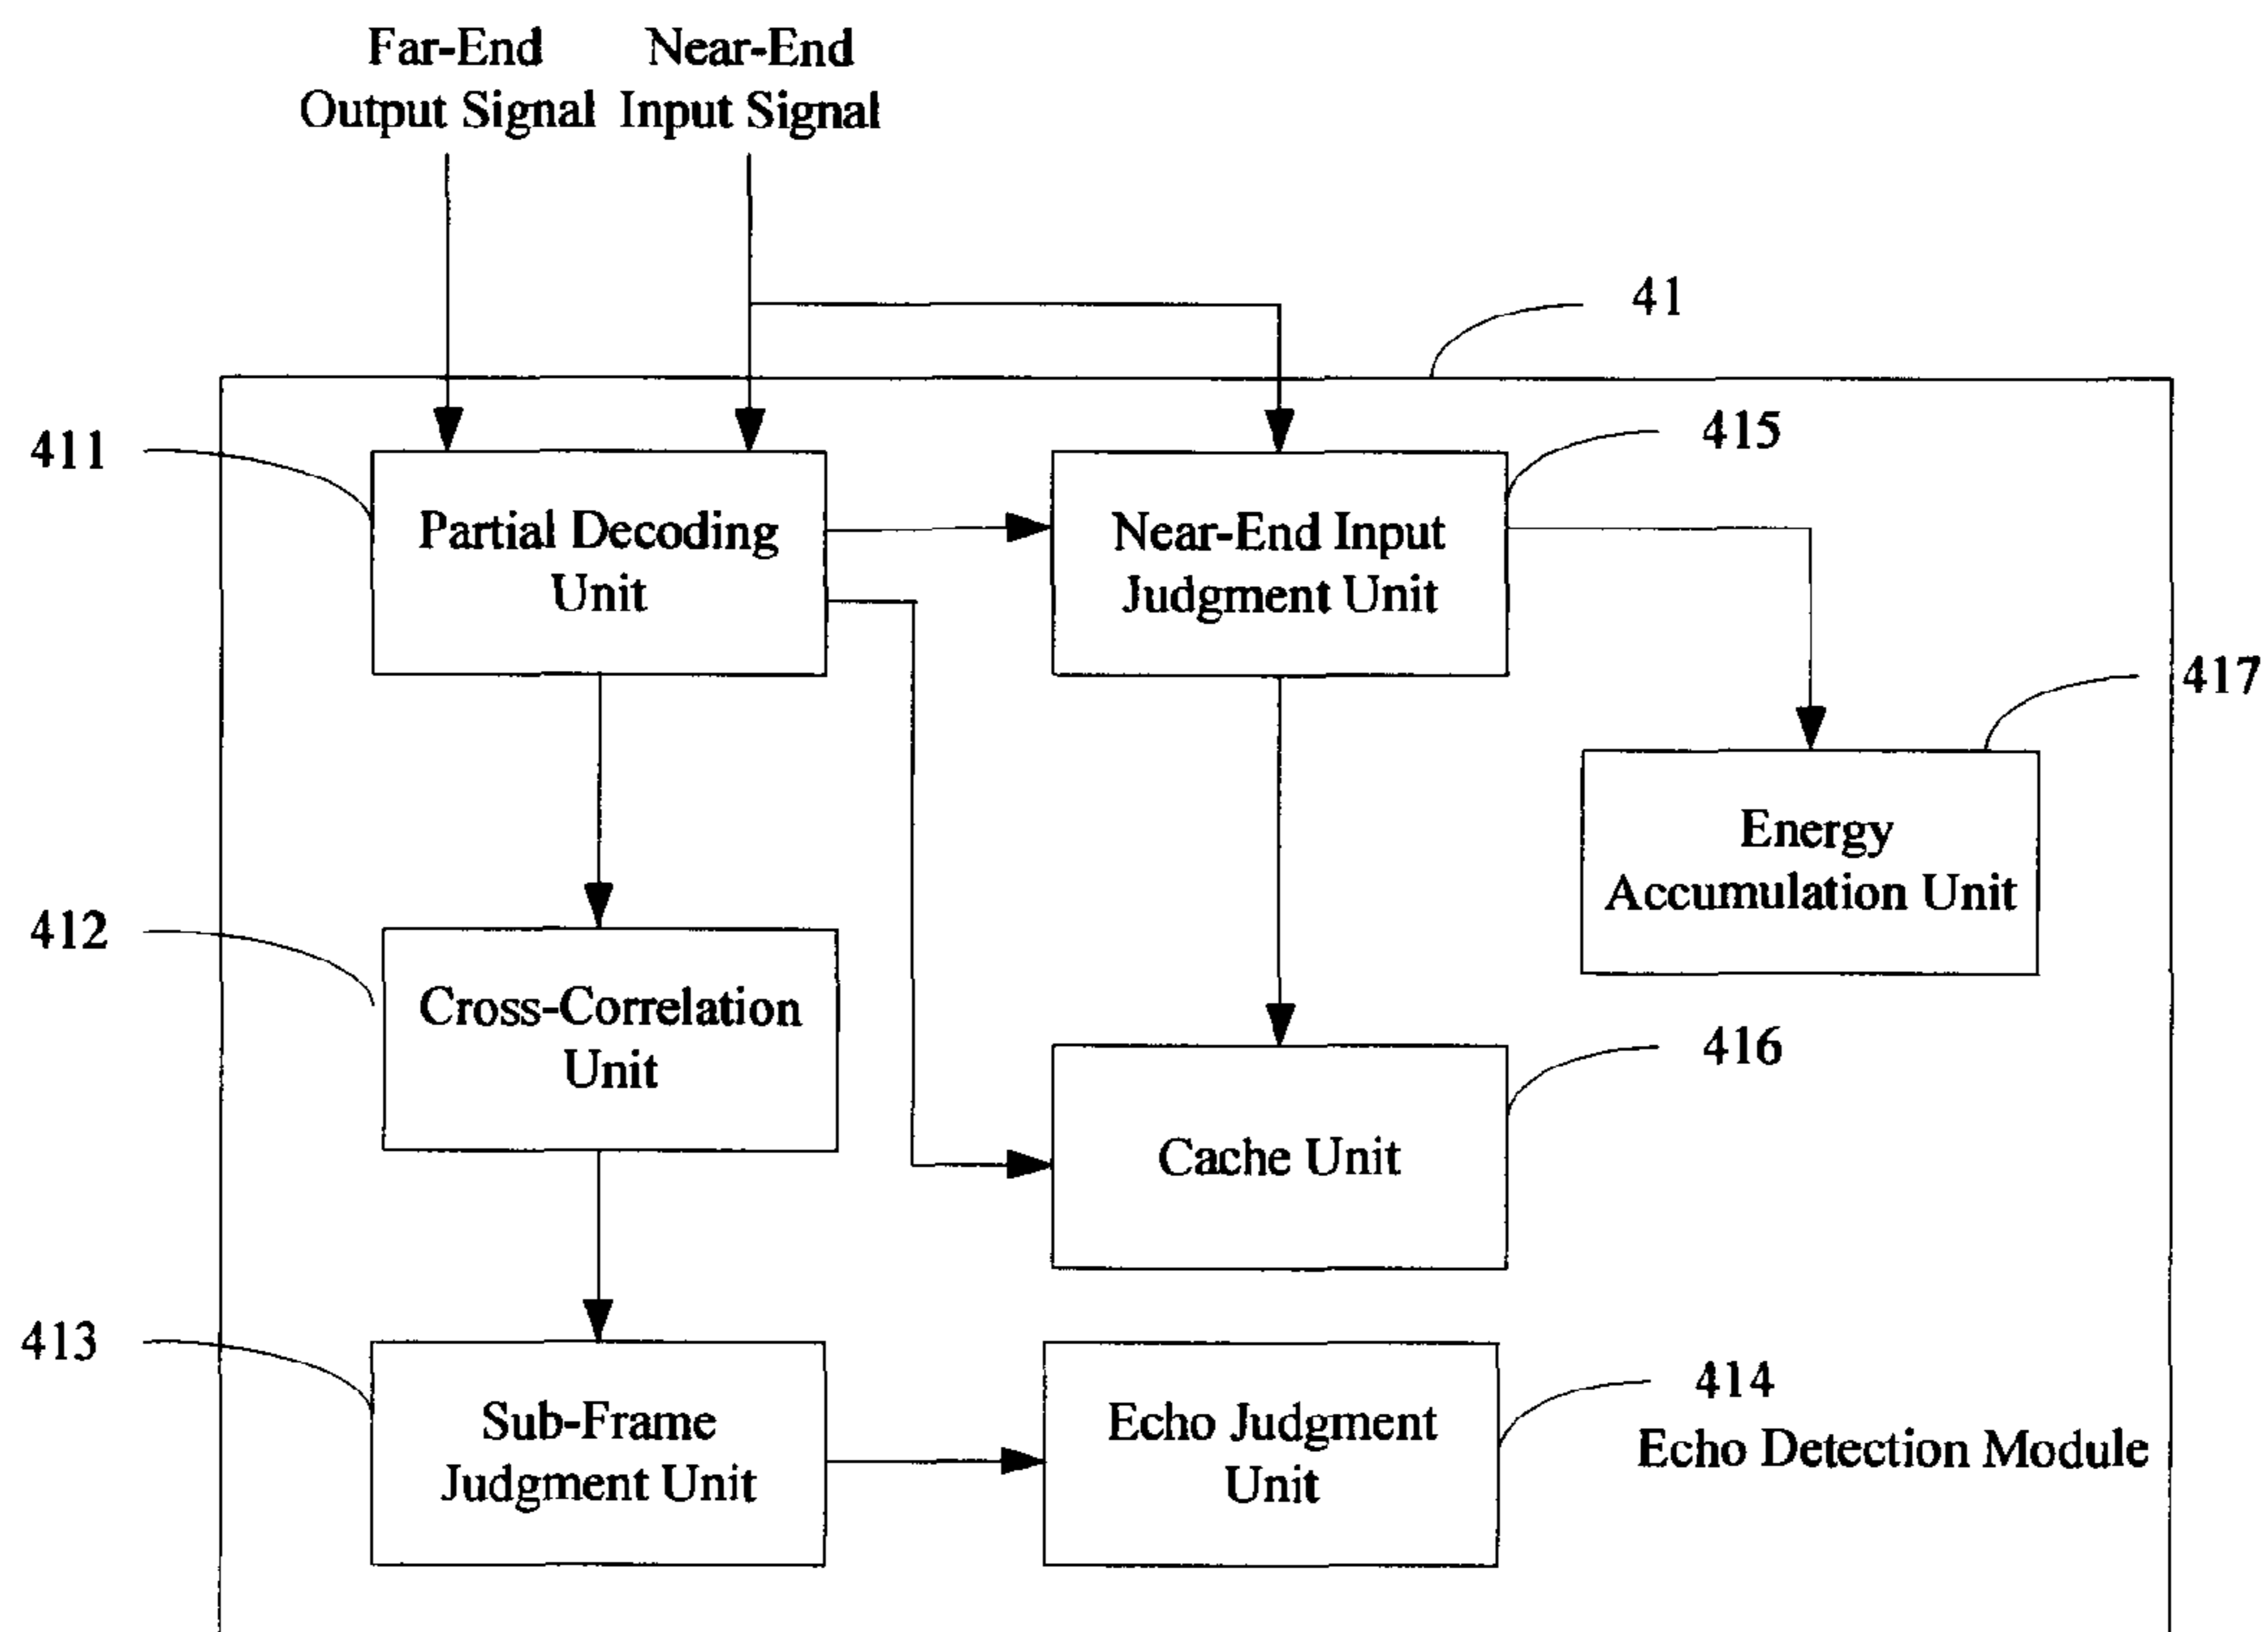 Far-End
Output Signal
Near-End
Input Signal
41
411
415
Partial Decoding
Unit
Near-End Input
Judgment Unit
417
Energy
Accumulation Unit
412
Cross-Correlation
Unit
416
Cache Unit
413
Sub-Frame
Judgment Unit
Echo Judgment
Unit
414
Echo Detection Module